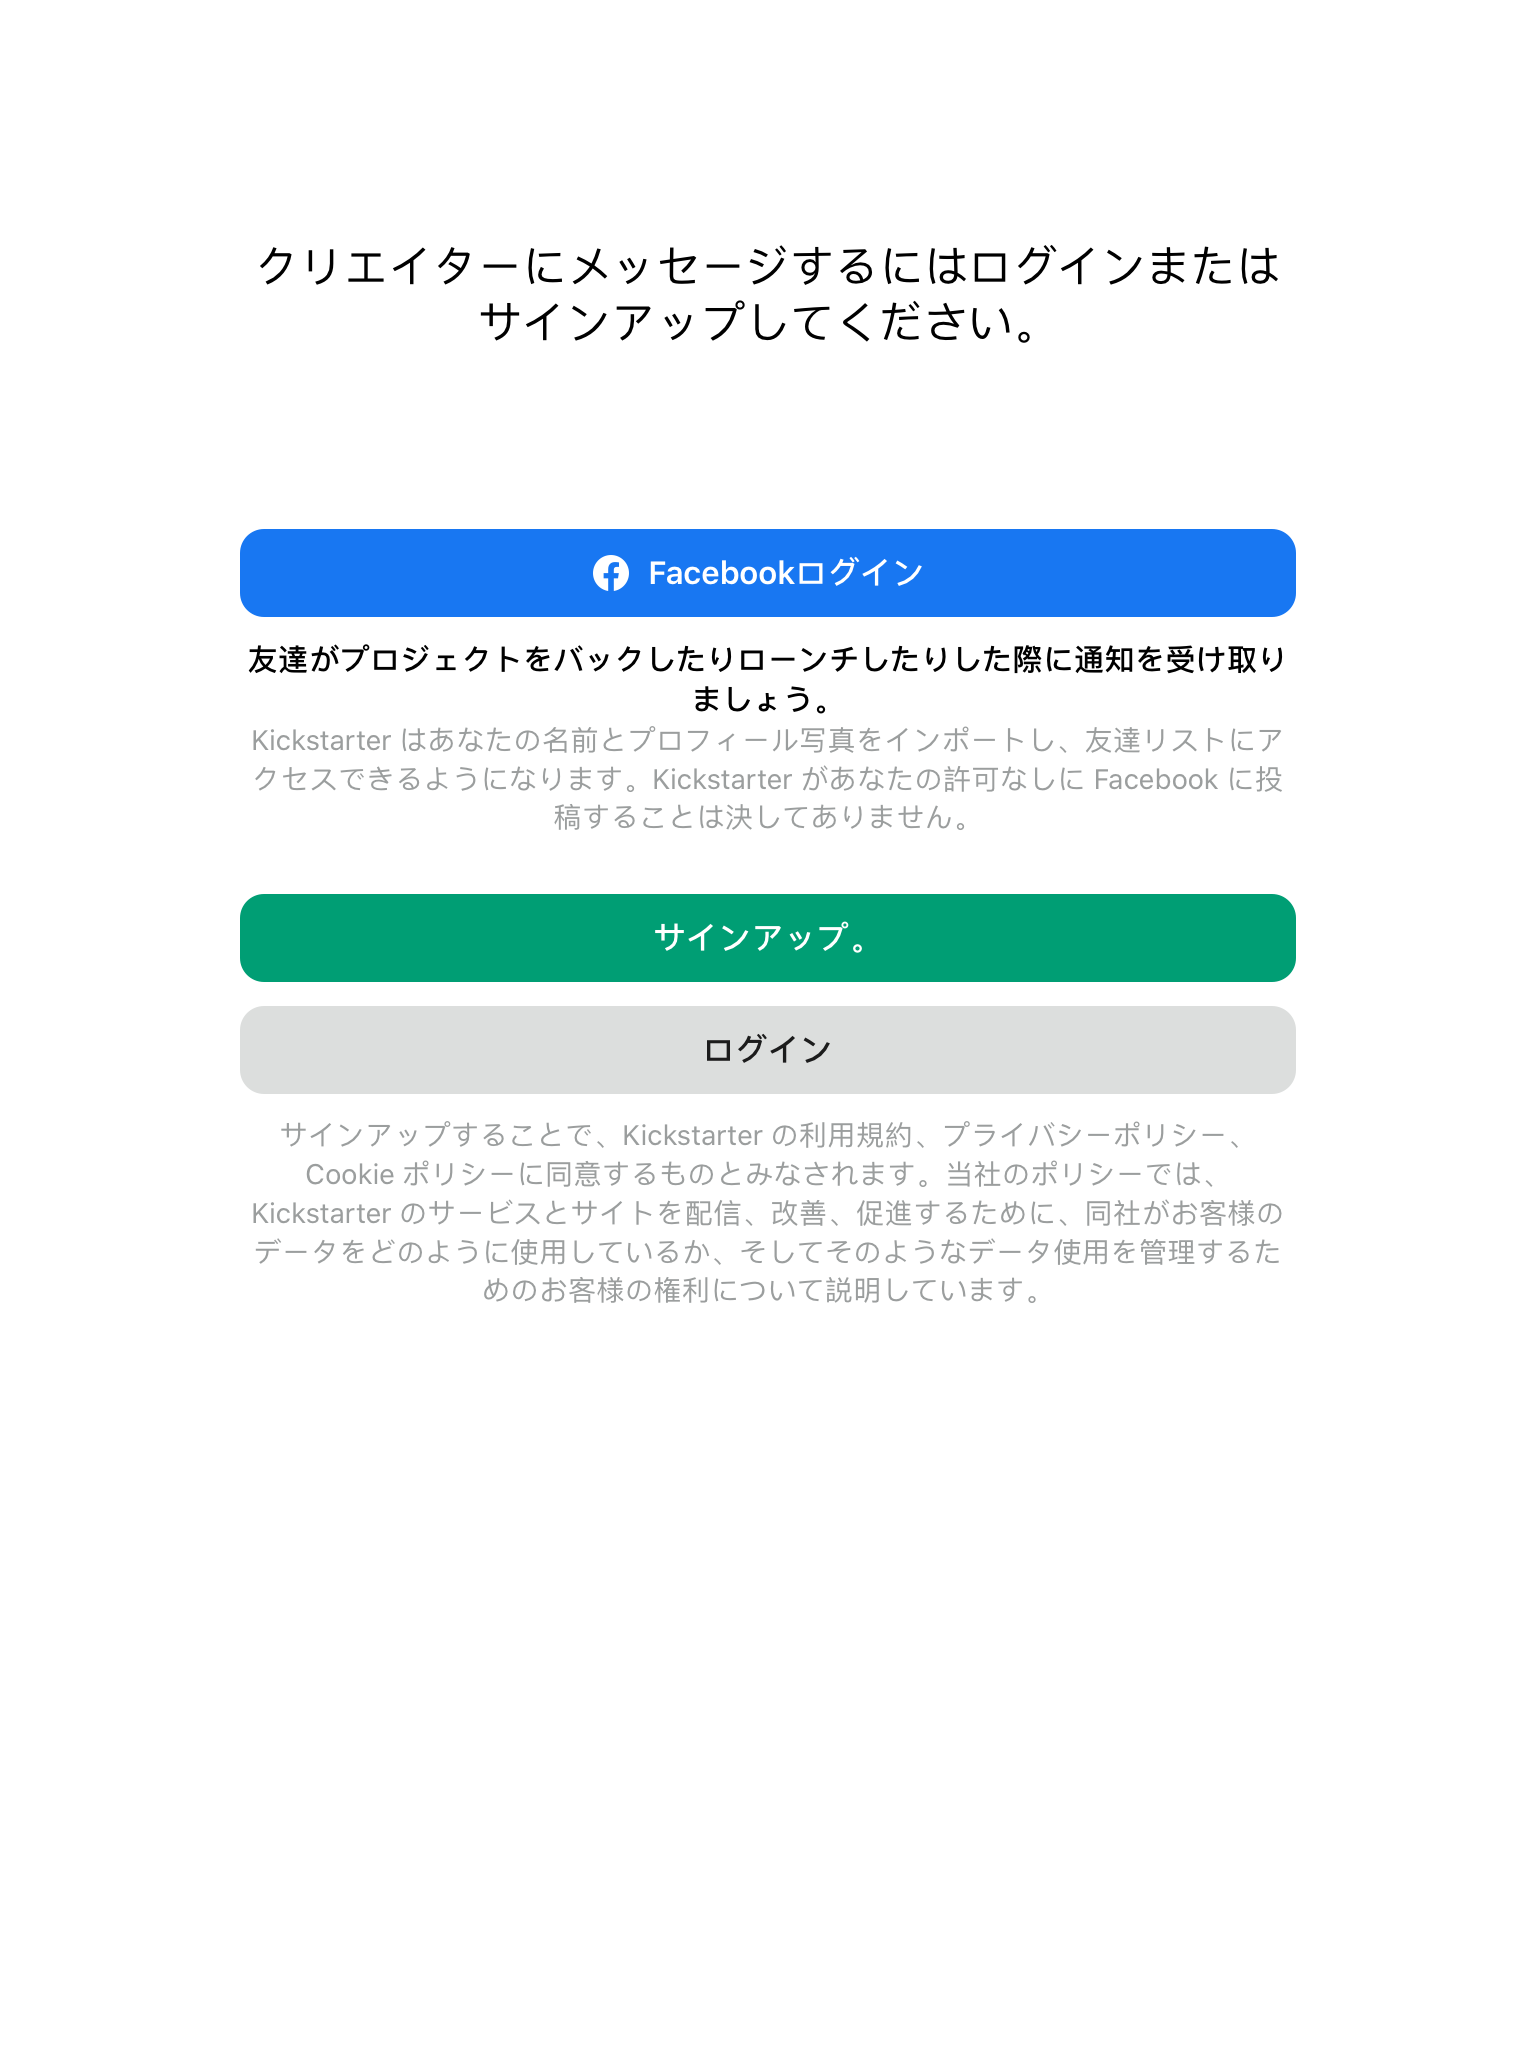 クリエイターにメッセージするにはログインまたは
サインアップしてください。
Facebookログイン
友達がプロジェクトをバックしたりローンチしたりした際に通知を受け取り
ましょう。
Kickstarter はあなたの名前とプロフィール写真をインポートし、友達リストにア
クセスできるようになります。Kickstarter があなたの許可なしに Facebook に投
稿することは決してありません。
サインアップ。
ログイン
サインアップすることで、Kickstarter の利用規約、プライバシーポリシー、
Cookie ポリシーに同意するものとみなされます。当社のポリシーでは、
Kickstarter のサービスとサイトを配信、改善、促進するために、同社がお客様の
データをどのように使用しているか、そしてそのようなデータ使用を管理するた
めのお客様の権利について説明しています。